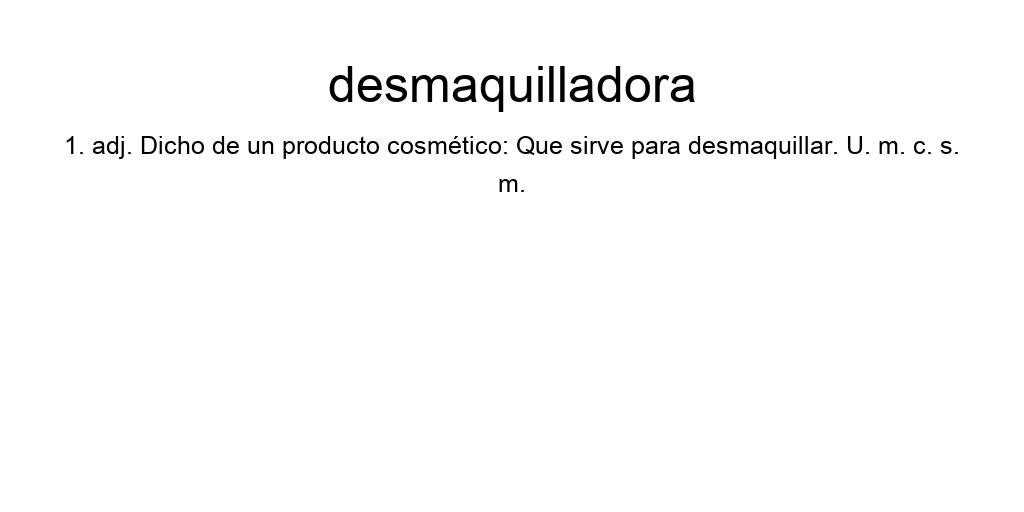 desmaquilladora
1. adj. Dicho de un producto cosmético: Que sirve para desmaquillar. U. m. c. s.
m.